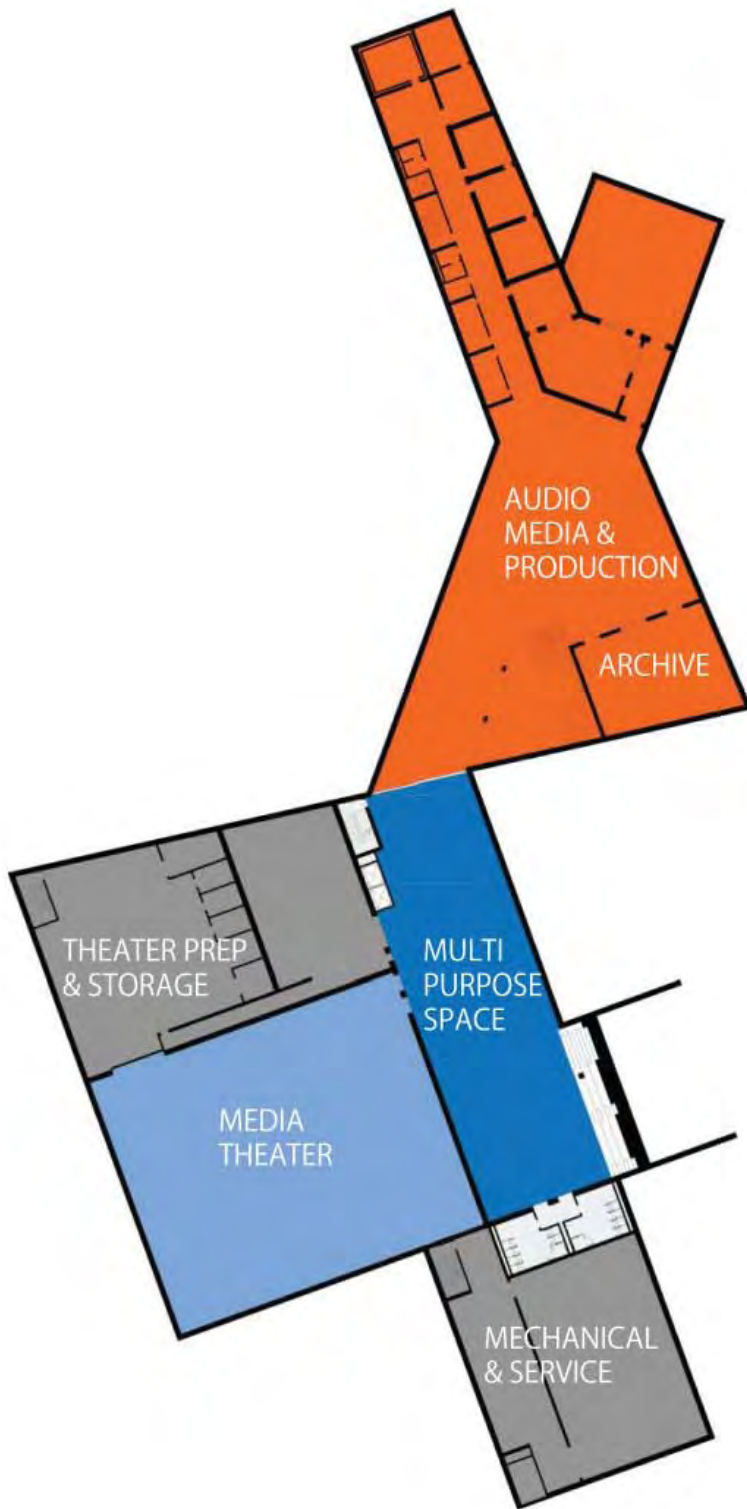 AUDIO
MEDIA &
PRODUCTION
ARCHIVE
THEATER PREP
& STORAGE
MULTI
PURPOSE
SPACE
MEDIA
THEATER
MECHANICAL
& SERVICE